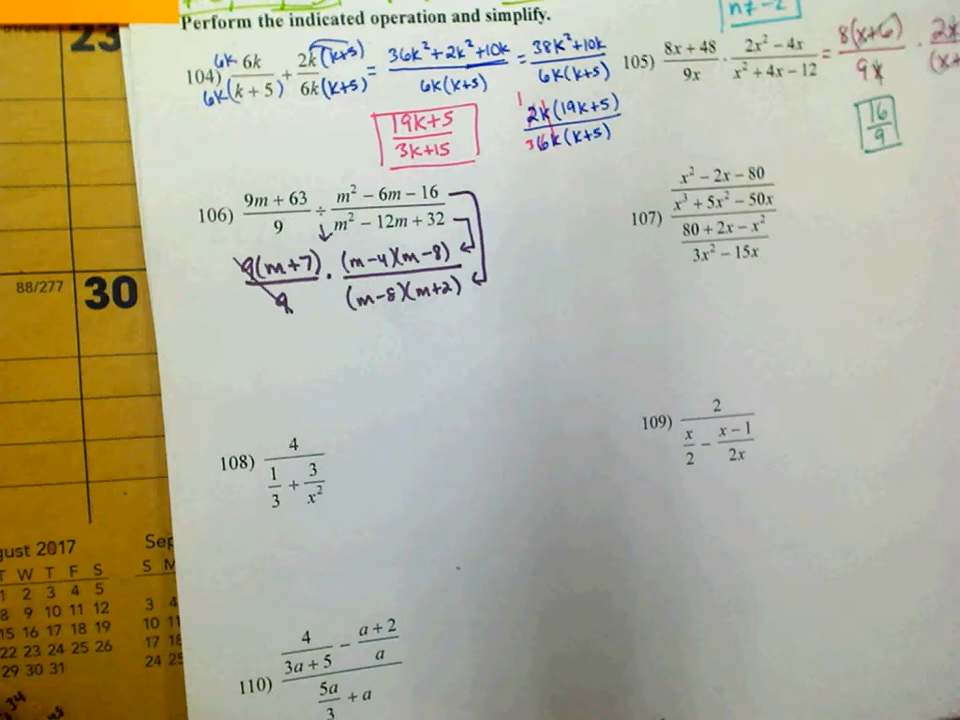 n≠-2
Perform the indicated operation and simplify.
104) 6k·6k/6k(k+5) + 2k(k+5)/6k(k+5) = 36k²+2k²+10k/6k(k+5) = 38k²+10k/6k(k+5)
2k(19k+5)/6k(k+5) 1 3
19k+5/3k+15
105) 8x+48/9x · 2x²-4x/x²+4x-12 = 8(x+6)/9x ·
16/9
106) 9m+63/9 ÷ m²-6m-16/m²-12m+32
9(m+7)/9 · (m-4)(m-8)/(m-8)(m+2)
107) x²-2x-80/x³+5x²-50x / 80+2x-x²/3x²-15x
108) 4/1/3+3/x²
109) 2/x/2-x-1/2x
110) 4/3a+5-a+2/a / 5a/3+a
23
88/277 30
gust 2017
T W T F S
1 2 3 4 5
8 9 10 11 12
15 16 17 18 19
22 23 24 25 26
29 30 31
Sep
S M
3 4
10 11
17 18
24 25
34